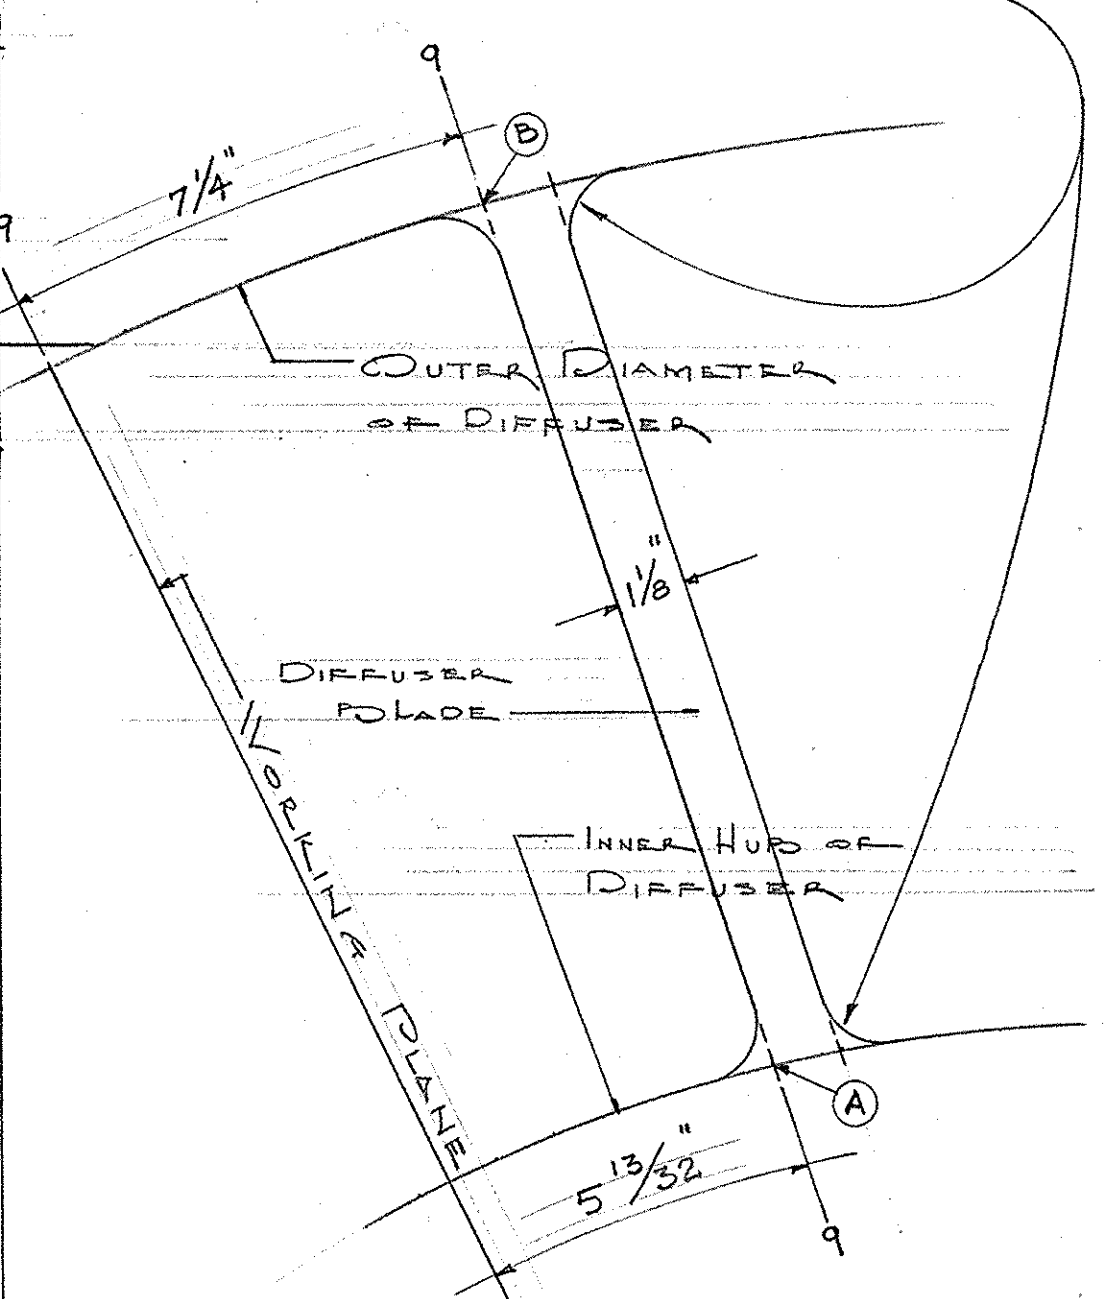 9
B
7 1/4"
9
OUTER DIAMETER
OF DIFFUSER
1 1/8"
DIFFUSER
BLADE
WORKING PLANE
INNER HUB OF
DIFFUSER
A
5 13/32"
9